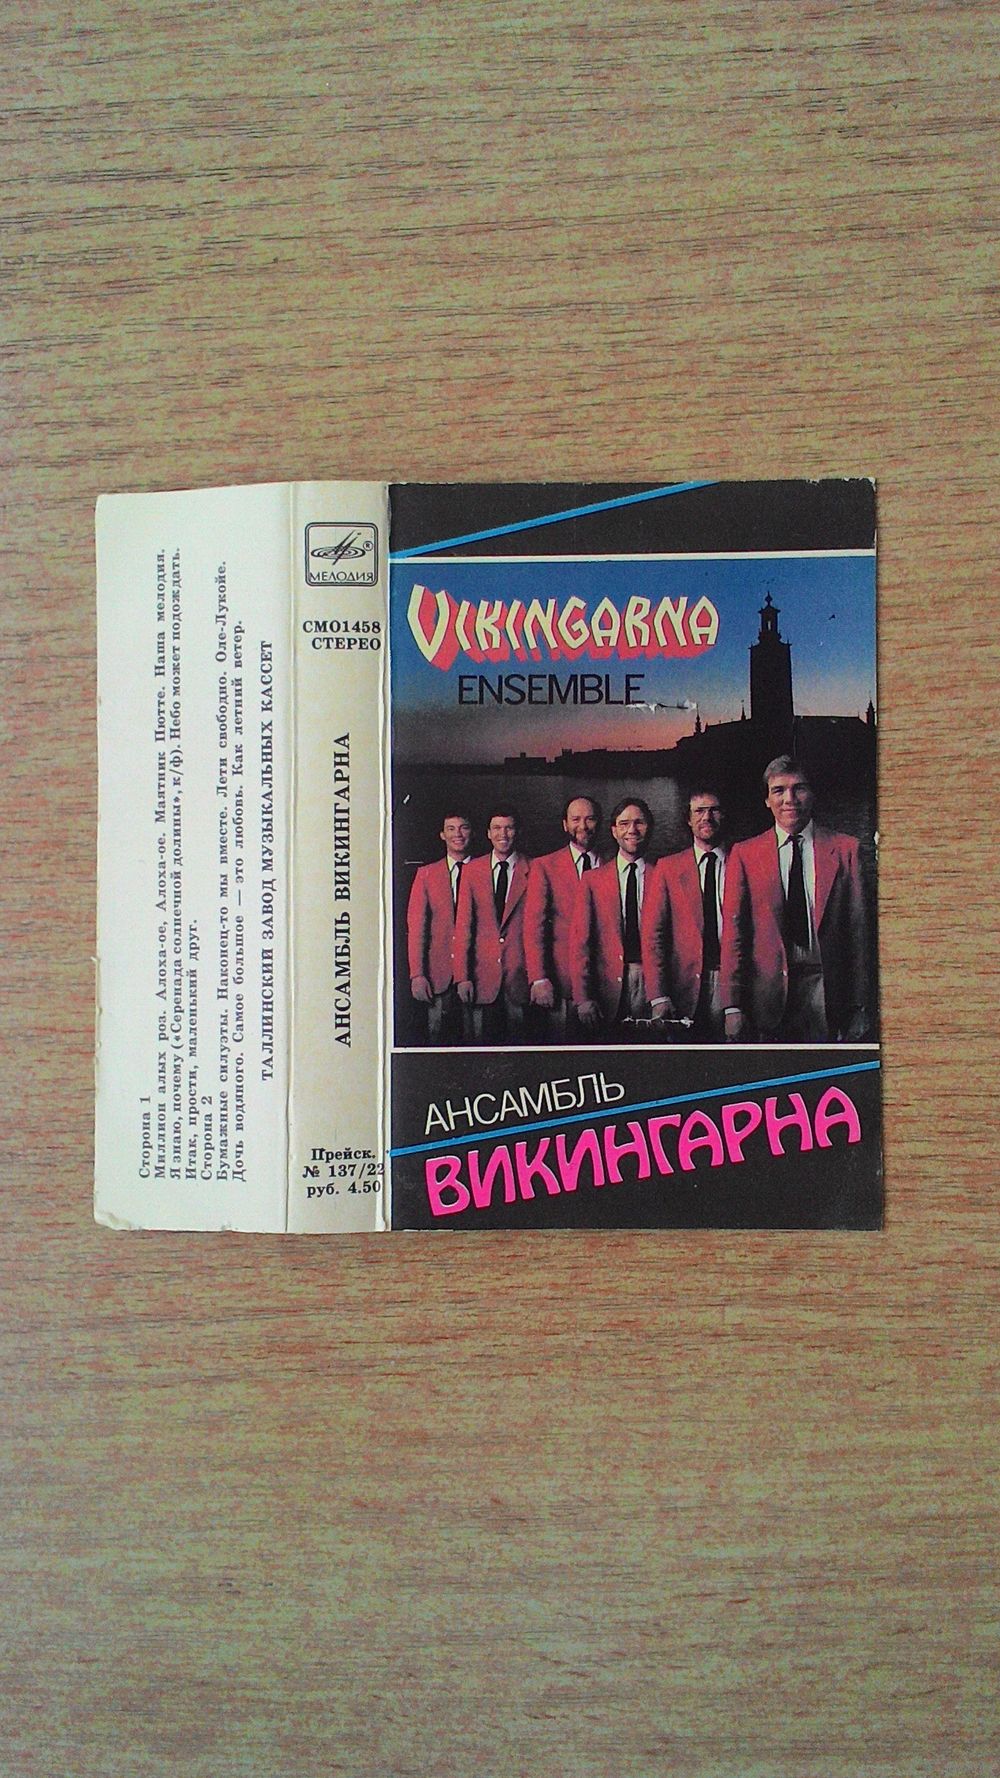 Сторона 1
Миллион алых роз. Алоха-ое, Алоха-ое. Маятник Пютте. Наша мелодия.
Я знаю, почему («Серенада солнечной долины», к/ф). Небо может подождать.
Итак, прости, маленький друг.
Сторона 2
Бумажные силуэты. Наконец-то мы вместе. Лети свободно. Оле-Лукойе.
Дочь водяного. Самое большое — это любовь. Как летний ветер.
ТАЛЛИНСКИЙ ЗАВОД МУЗЫКАЛЬНЫХ КАССЕТ
МЕЛОДИЯ ®
СМ01458
СТЕРЕО
АНСАМБЛЬ ВИКИНГАРНА
Прейск.
№ 137/22
руб. 4.50
VIKINGARNA
ENSEMBLE
АНСАМБЛЬ
ВИКИНГАРНА